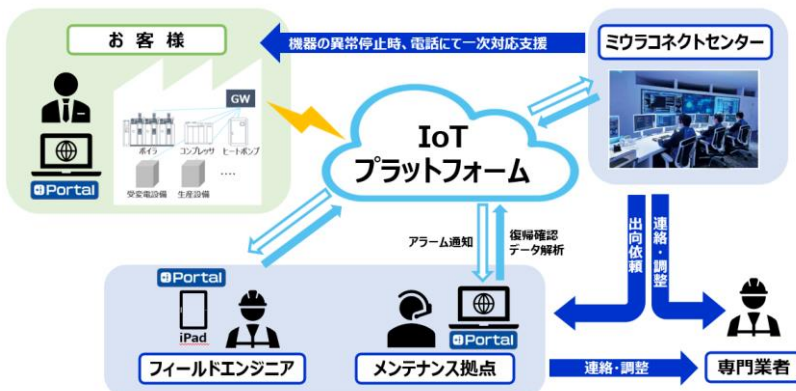 お客様
機器の異常停止時、電話にて一次対応支援
ミウラコネクトセンター
GW
ボイラ
コンプレッサ
ヒートポンプ
受変電設備
生産設備
‥‥
Portal
IoT
プラットフォーム
アラーム通知
復帰確認
データ解析
出向依頼
連絡・調整
Portal
iPad
フィールドエンジニア
Portal
メンテナンス拠点
連絡・調整
専門業者